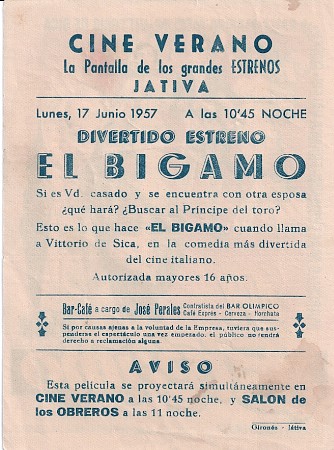 CINE VERANO
La Pantalla de los grandes ESTRENOS
JATIVA
Lunes, 17 Junio 1957 A las 10'45 NOCHE
DIVERTIDO ESTRENO
EL BIGAMO
Si es Vd. casado y se encuentra con otra esposa
¿qué hará? ¿Buscar al Príncipe del toro?
Esto es lo que hace «EL BIGAMO» cuando llama
a Vittorio de Sica, en la comedia más divertida
del cine italiano.
Autorizada mayores 16 años.
Bar-Café a cargo de José Perales Contratista del BAR OLIMPICO
Café Exprés - Cerveza - Horchata
Si por causas ajenas a la voluntad de la Empresa, tuviera que sus-
penderse el espectáculo una vez empezado, el público no tendrá
derecho a reclamación alguna.
AVISO
Esta película se proyectará simultáneamente en
CINE VERANO a las 10'45 noche, y SALON de
los OBREROS a las 11 noche.
Gironés - Játiva